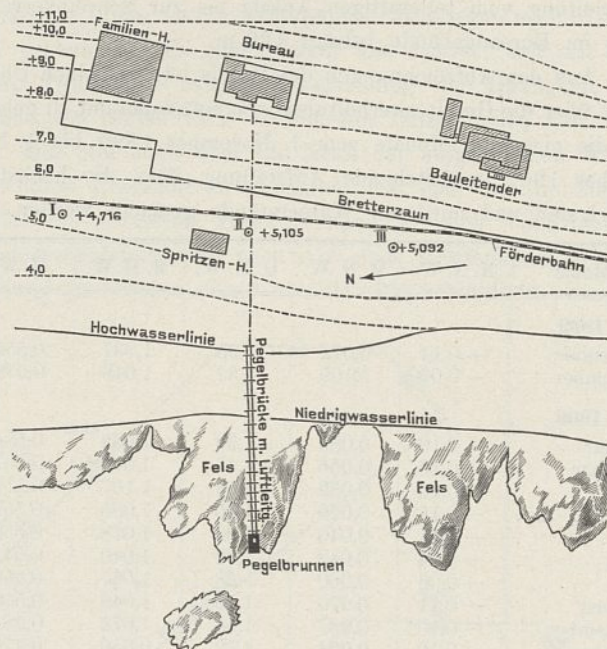 +11,0
+10,0
Familien-H.
Bureau
+9,0
+8,0
7,0
6,0
Bauleitender
Bretterzaun
I +4,716
II +5,105
III +5,092
5,0
Förderbahn
Spritzen-H.
N
4,0
Hochwasserlinie
Pegelbrücke m. Luftleitg.
Niedrigwasserlinie
Fels
Fels
Pegelbrunnen